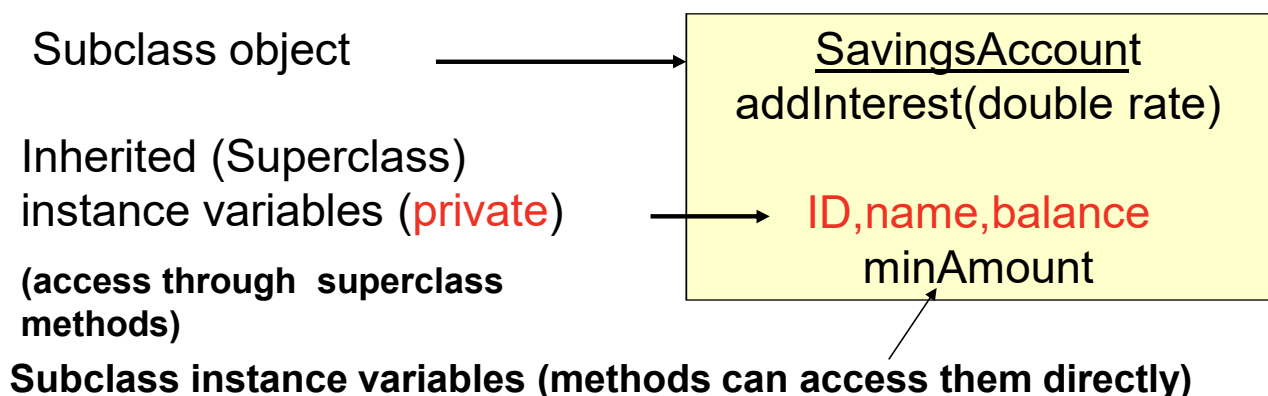 Subclass object
SavingsAccount
addInterest(double rate)
Inherited (Superclass)
instance variables (private)
ID,name,balance
minAmount
(access through superclass
methods)
Subclass instance variables (methods can access them directly)